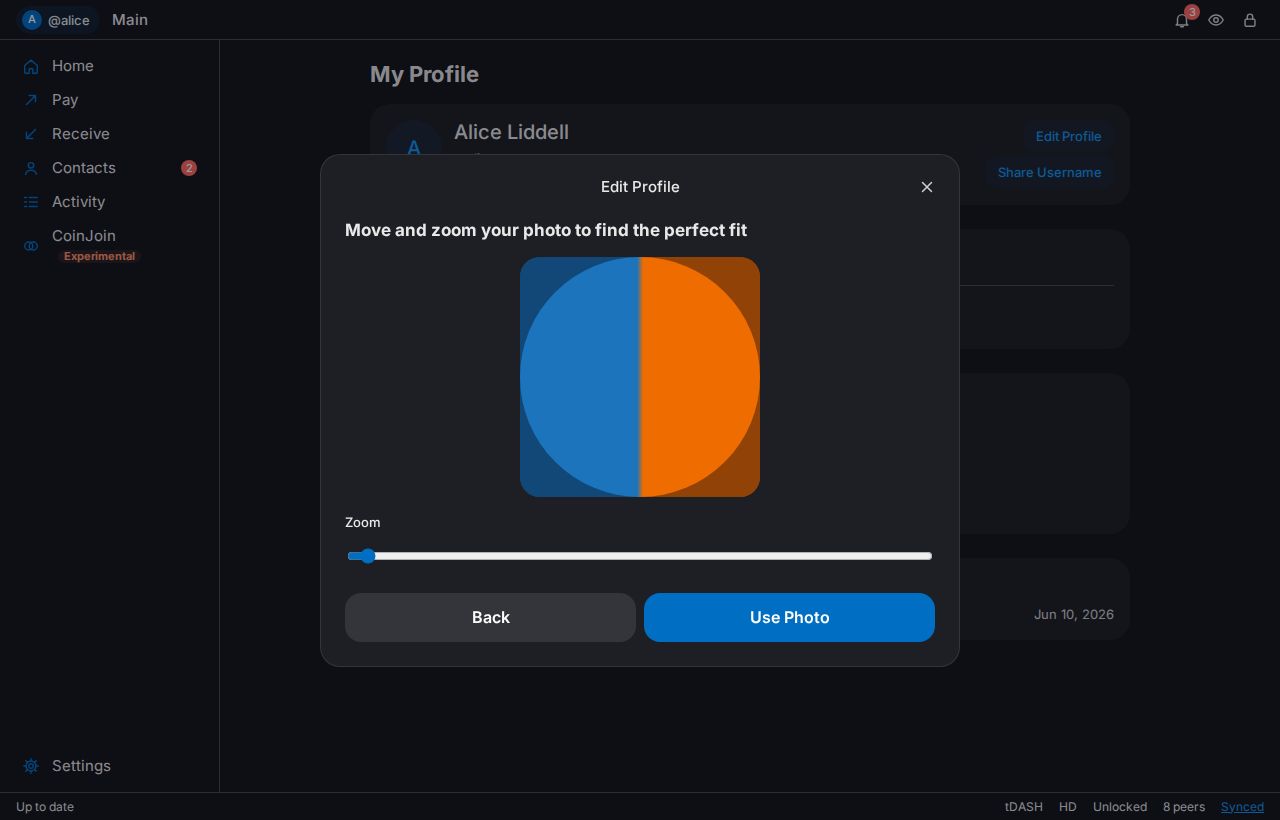 A @alice Main 3
Home
Pay
Receive
Contacts 2
Activity
CoinJoin
Experimental
Settings
My Profile
A
Alice Liddell
Edit Profile
Share Username
Edit Profile
Move and zoom your photo to find the perfect fit
Zoom
Back Use Photo
Jun 10, 2026
Up to date tDASH HD Unlocked 8 peers Synced